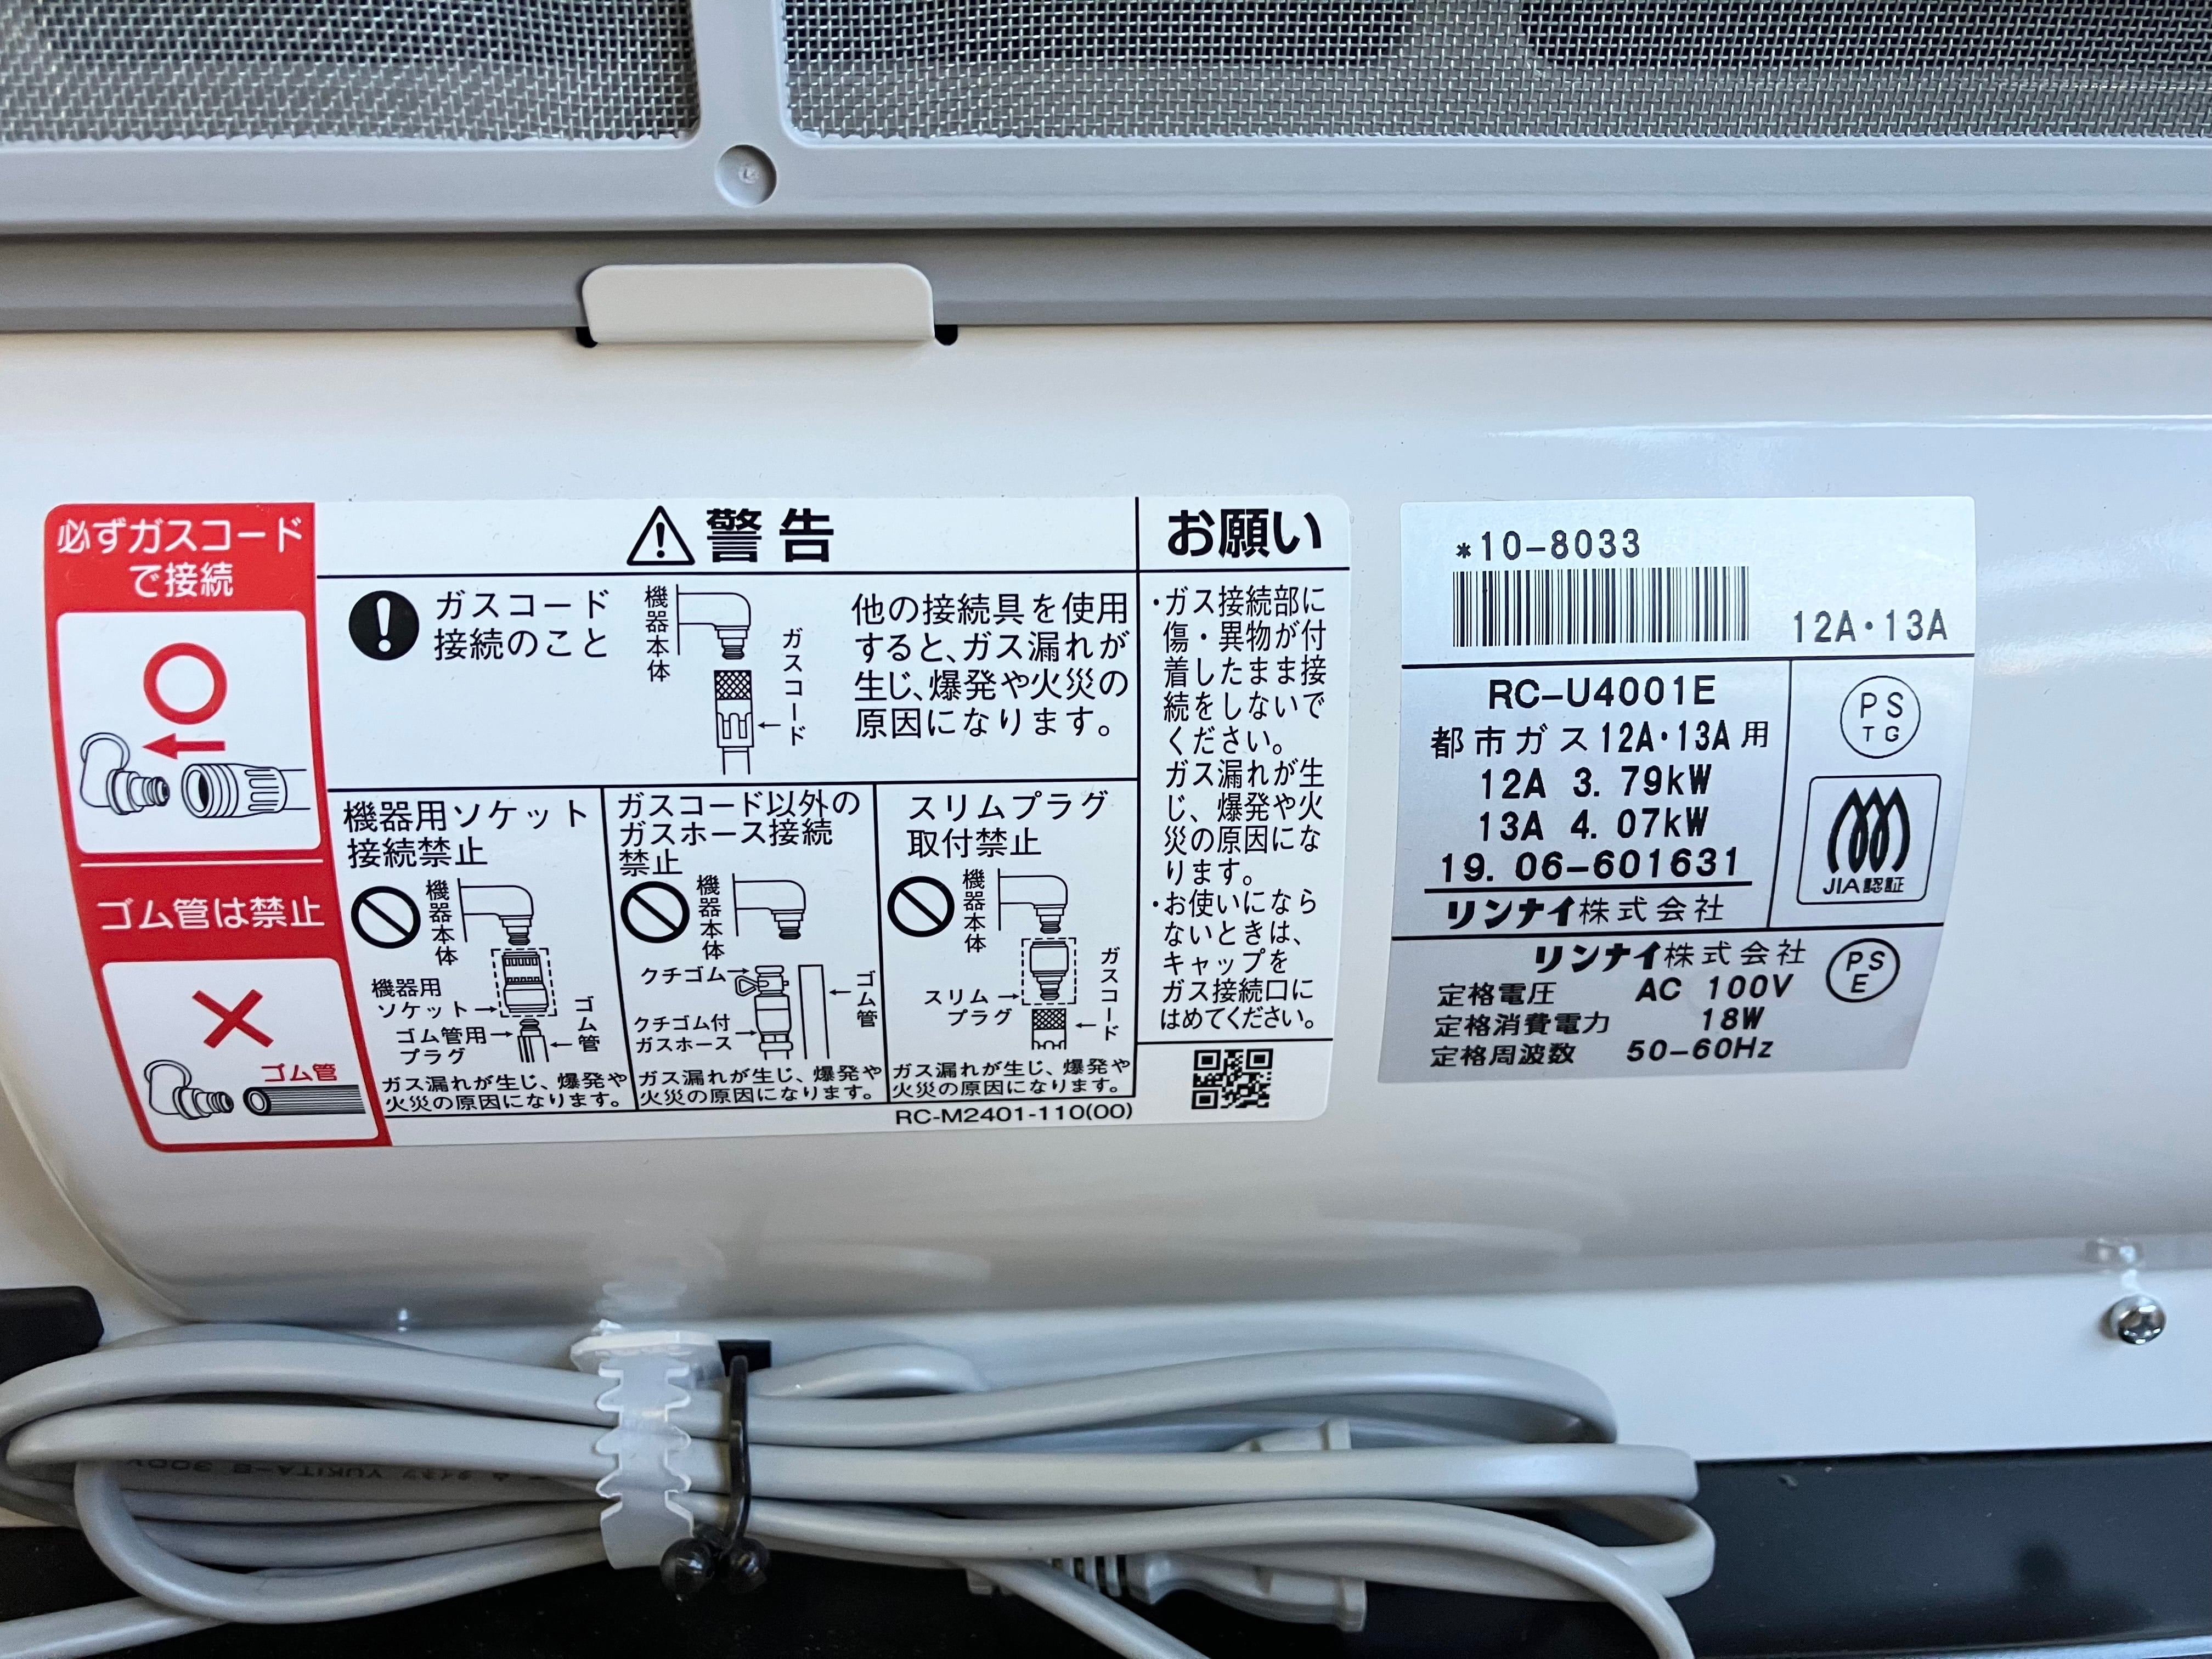 必ずガスコード
で接続
ゴム管は禁止
ゴム管
警告
ガスコード
接続のこと
機器本体
ガスコード
他の接続具を使用
すると、ガス漏れが
生じ、爆発や火災の
原因になります。
機器用ソケット
接続禁止
機器本体
機器用
ソケット
ゴム管用
プラグ
ゴム管
ガス漏れが生じ、爆発や
火災の原因になります。
ガスコード以外の
ガスホース接続
禁止
機器本体
クチゴム
クチゴム付
ガスホース
ゴム管
ガス漏れが生じ、爆発や
火災の原因になります。
スリムプラグ
取付禁止
機器本体
スリム
プラグ
ガスコード
ガス漏れが生じ、爆発や
火災の原因になります。
RC-M2401-110(00)
お願い
・ガス接続部に
傷・異物が付
着したまま接
続をしないで
ください。
ガス漏れが生
じ、爆発や火
災の原因にな
ります。
・お使いになら
ないときは、
キャップを
ガス接続口に
はめてください。
*10-8033
12A・13A
RC-U4001E
都市ガス12A・13A用
12A 3.79kW
13A 4.07kW
19.06-601631
リンナイ株式会社
PS
TG
JIA認証
リンナイ株式会社
PS
E
定格電圧 AC 100V
定格消費電力 18W
定格周波数 50-60Hz
YUKITA-B 300V